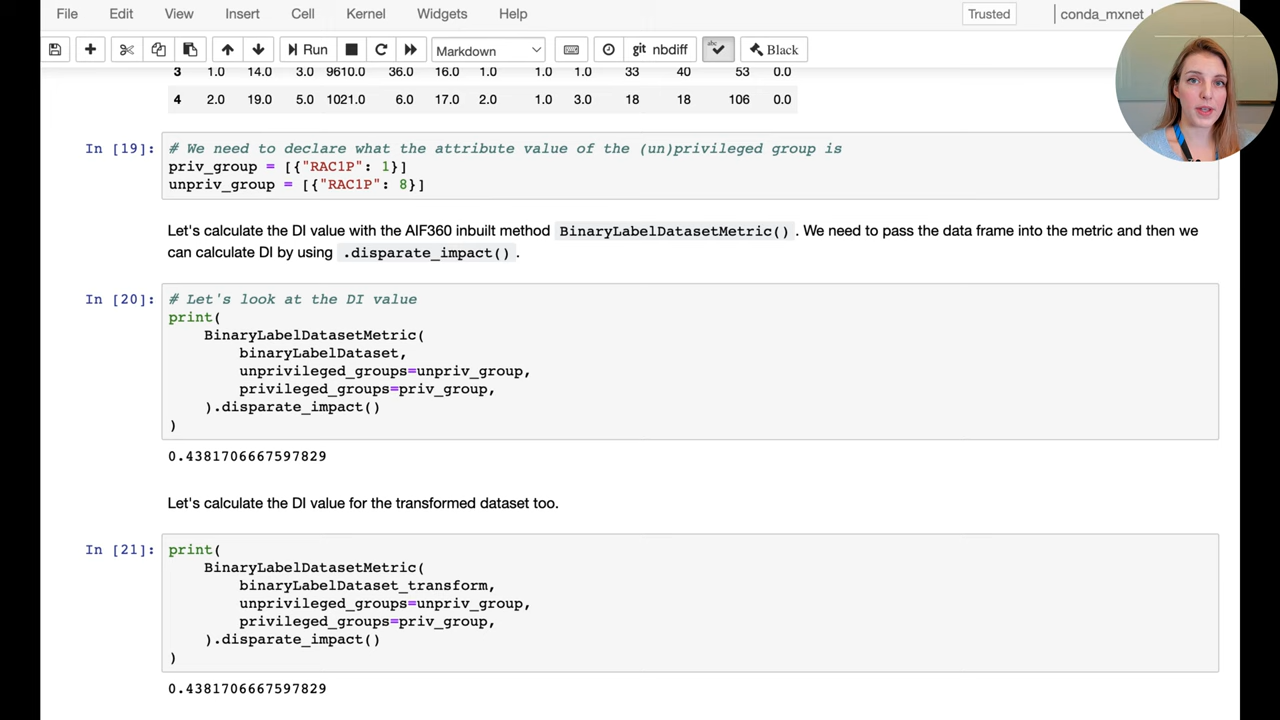 File Edit View Insert Cell Kernel Widgets Help Trusted conda_mxnet
Run Markdown git nbdiff abc Black
3 1.0 14.0 3.0 9610.0 36.0 16.0 1.0 1.0 1.0 33 40 53 0.0
4 2.0 19.0 5.0 1021.0 6.0 17.0 2.0 1.0 3.0 18 18 106 0.0
In [19]: # We need to declare what the attribute value of the (un)privileged group is
priv_group = [{"RAC1P": 1}]
unpriv_group = [{"RAC1P": 8}]
Let's calculate the DI value with the AIF360 inbuilt method BinaryLabelDatasetMetric() . We need to pass the data frame into the metric and then we
can calculate DI by using .disparate_impact() .
In [20]: # Let's look at the DI value
print(
BinaryLabelDatasetMetric(
binaryLabelDataset,
unprivileged_groups=unpriv_group,
privileged_groups=priv_group,
).disparate_impact()
)
0.4381706667597829
Let's calculate the DI value for the transformed dataset too.
In [21]: print(
BinaryLabelDatasetMetric(
binaryLabelDataset_transform,
unprivileged_groups=unpriv_group,
privileged_groups=priv_group,
).disparate_impact()
)
0.4381706667597829